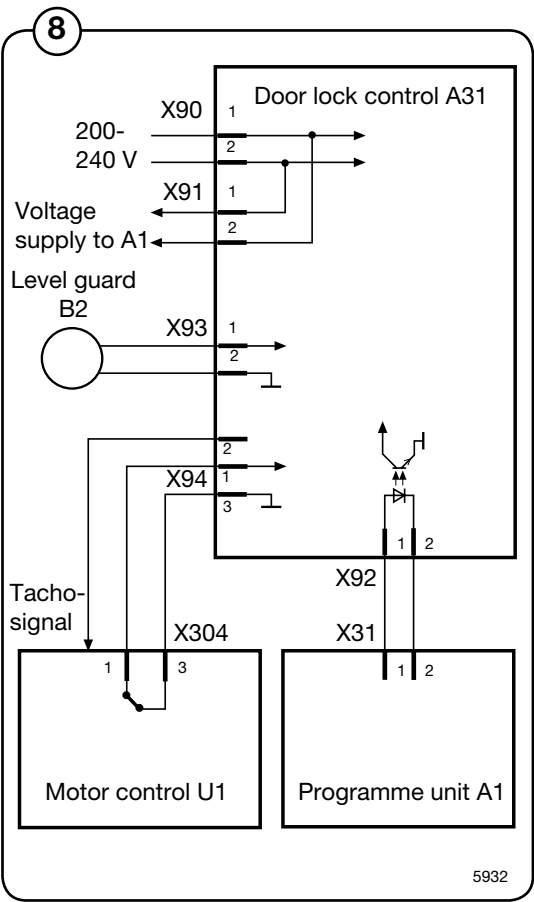 8
Door lock control A31
X90
1
200-
2
240 V
X91
1
Voltage
2
supply to A1
Level guard
B2
X93
1
2
2
X94
1
3
X92
1 2
Tacho-
signal
X304
X31
1 3
1 2
Motor control U1
Programme unit A1
5932